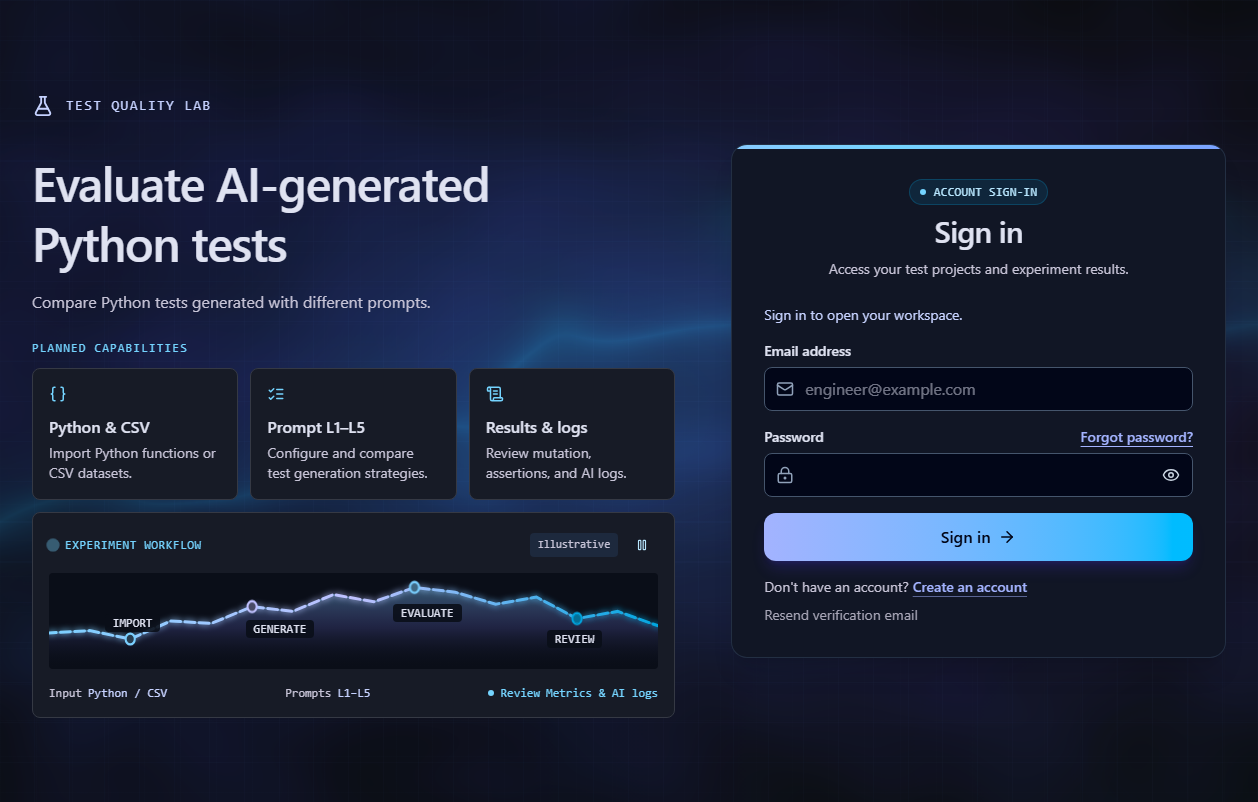 TEST QUALITY LAB
Evaluate AI-generated
Python tests
Compare Python tests generated with different prompts.
PLANNED CAPABILITIES
Python & CSV
Import Python functions or
CSV datasets.
Prompt L1–L5
Configure and compare
test generation strategies.
Results & logs
Review mutation,
assertions, and AI logs.
EXPERIMENT WORKFLOW
Illustrative
IMPORT
GENERATE
EVALUATE
REVIEW
Input Python / CSV
Prompts L1–L5
Review Metrics & AI logs
ACCOUNT SIGN-IN
Sign in
Access your test projects and experiment results.
Sign in to open your workspace.
Email address
engineer@example.com
Password
Forgot password?
Sign in →
Don't have an account? Create an account
Resend verification email